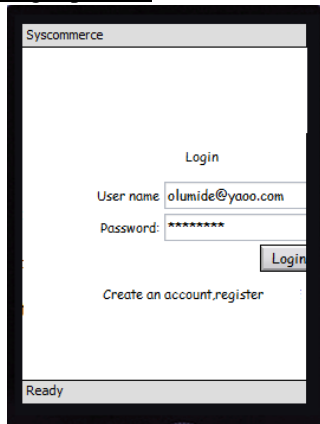 Syscommerce
Login
User name olumide@yaoo.com
Password: ********
Login
Create an account,register
Ready